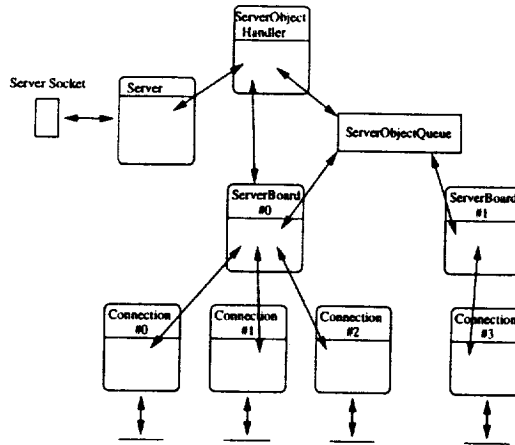 ServerObject
Handler
Server Socket
Server
ServerObjectQueue
ServerBoard
#0
ServerBoard
#1
Connection
#0
Connection
#1
Connection
#2
Connection
#3